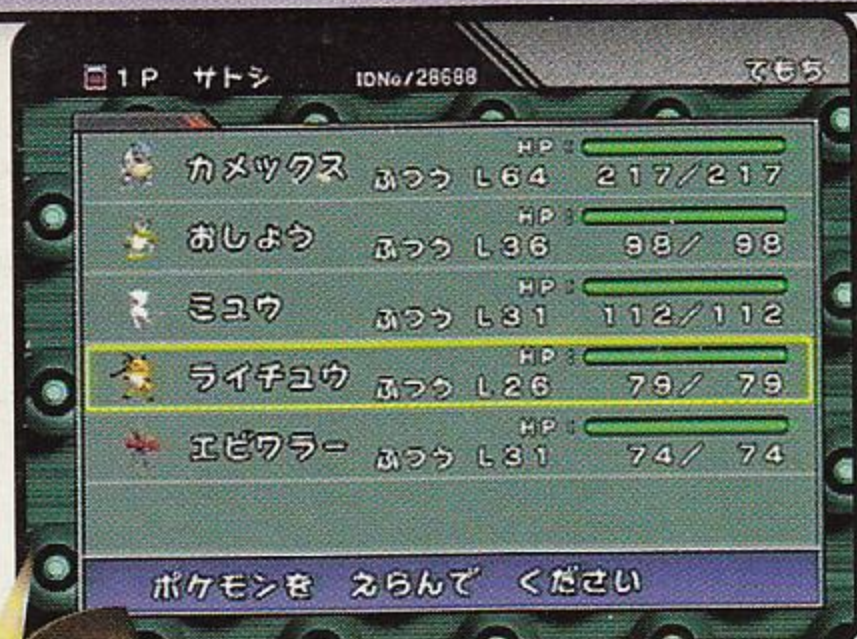 1P サトシ IDNo/28688 てもち
HP:
カメックス ふつう L64 217/217
HP:
おしょう ふつう L36 98/ 98
HP:
ミュウ ふつう L31 112/112
HP:
ライチュウ ふつう L26 79/ 79
HP:
エビワラー ふつう L31 74/ 74
ポケモンを えらんで ください